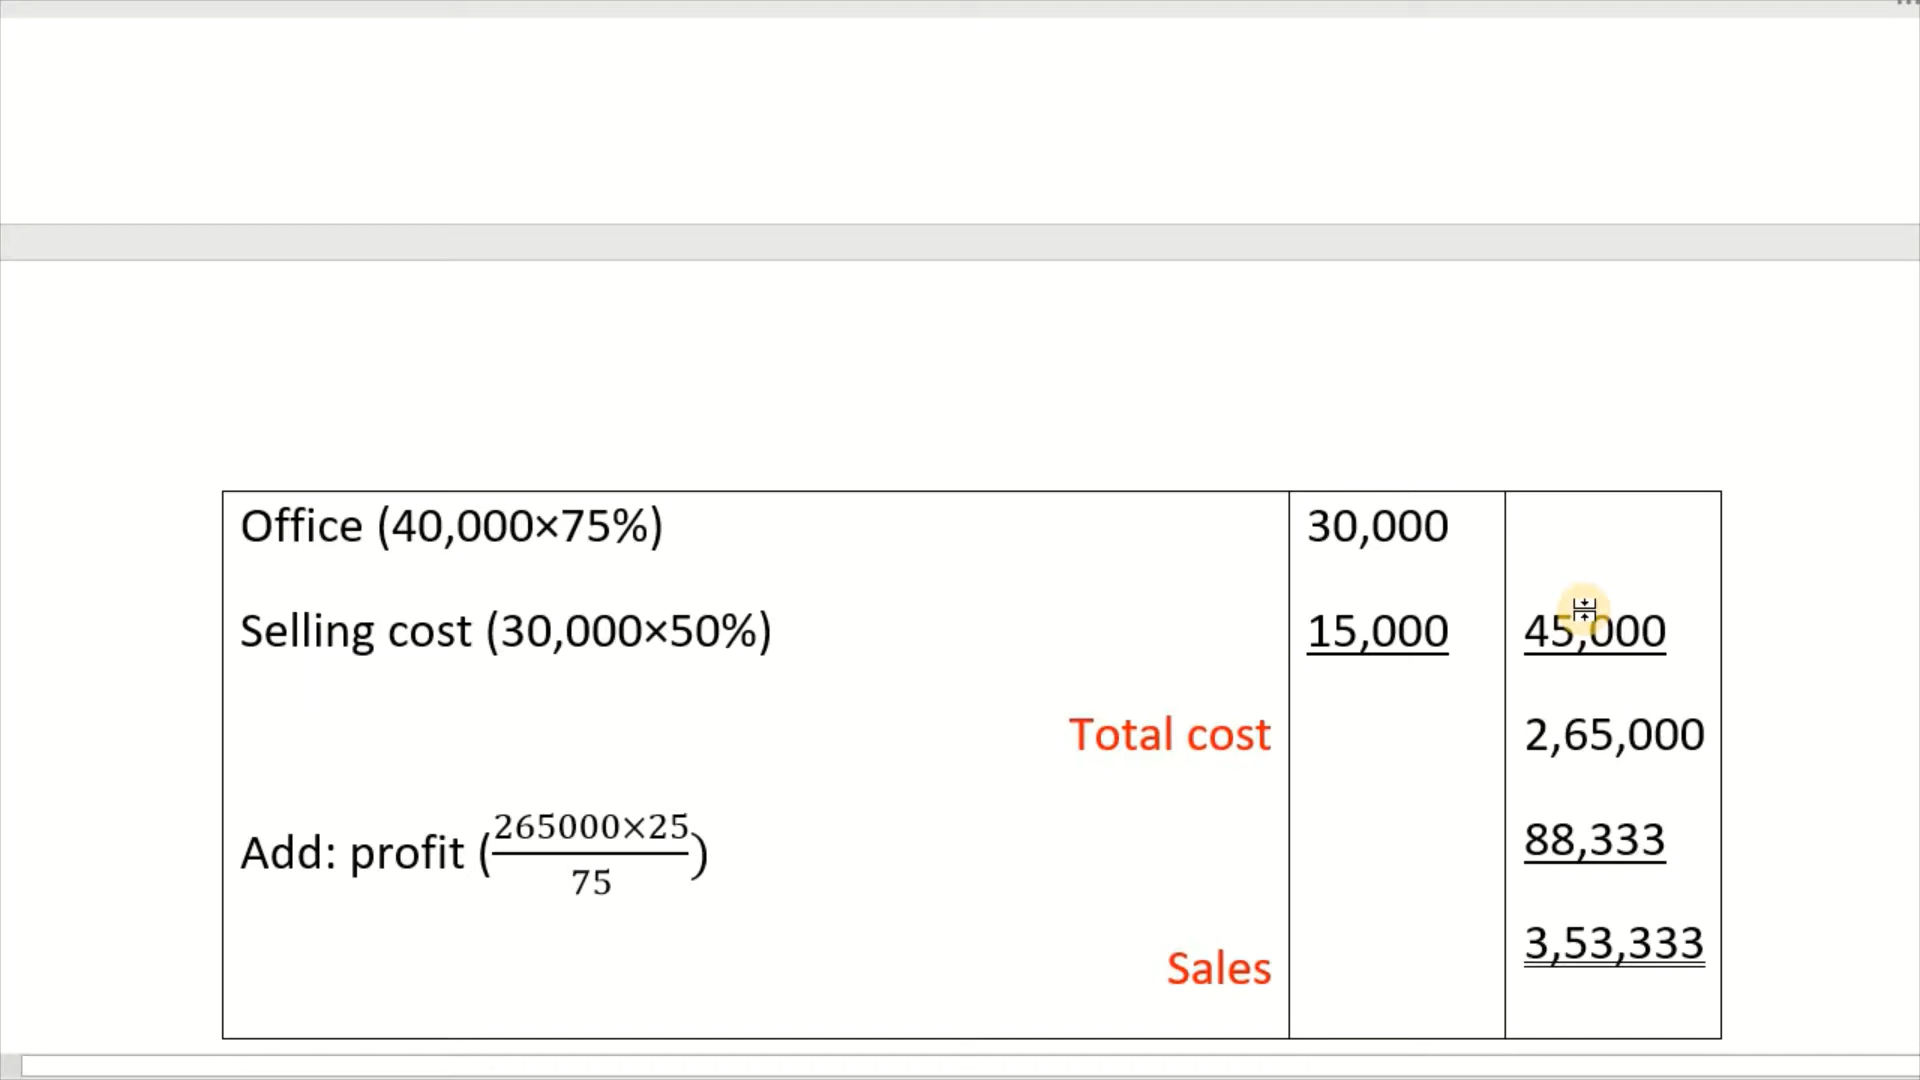 Office (40,000×75%) 30,000
Selling cost (30,000×50%) 15,000 45,000
Total cost 2,65,000
Add: profit (265000×25/75) 88,333
Sales 3,53,333